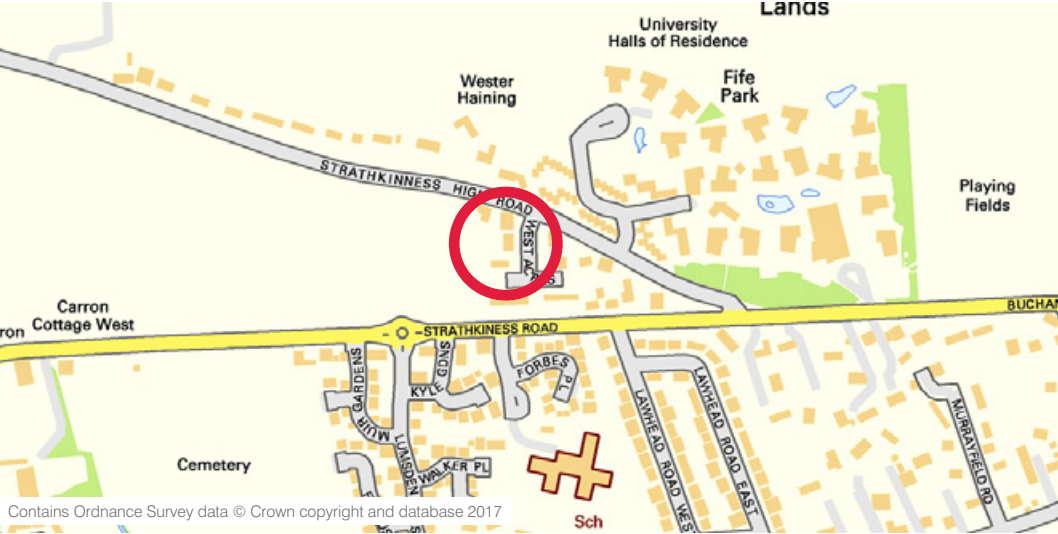 Lands
University
Halls of Residence
Fife
Park
Wester
Haining
STRATHKINNESS HIGH ROAD
Playing
Fields
WEST ACRES
Carron
Cottage West
ron
STRATHKINESS ROAD
BUCHAN
MUIR GARDENS
KYLE GDNS
FORBES PL
LAWHEAD ROAD WEST
LAWHEAD ROAD EAST
MURRAYFIELD RD
LUMSDEN
WALKER PL
Cemetery
Sch
Contains Ordnance Survey data © Crown copyright and database 2017